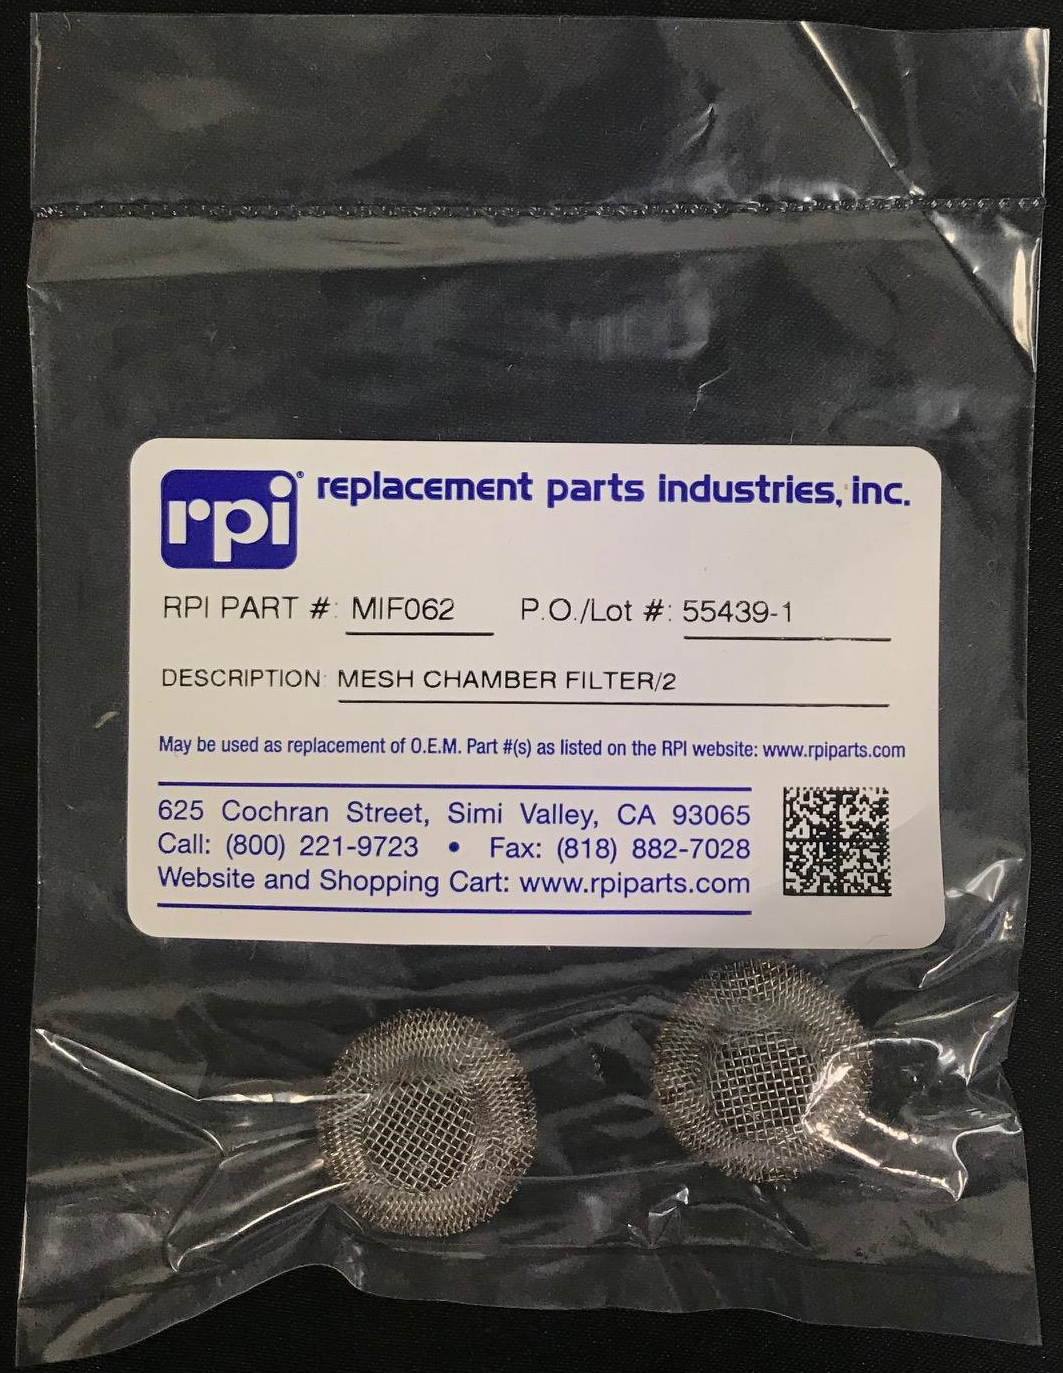 rpi® replacement parts industries, inc.
RPI PART #: MIF062 P.O./Lot #: 55439-1
DESCRIPTION: MESH CHAMBER FILTER/2
May be used as replacement of O.E.M. Part #(s) as listed on the RPI website: www.rpiparts.com
625 Cochran Street, Simi Valley, CA 93065
Call: (800) 221-9723 • Fax: (818) 882-7028
Website and Shopping Cart: www.rpiparts.com